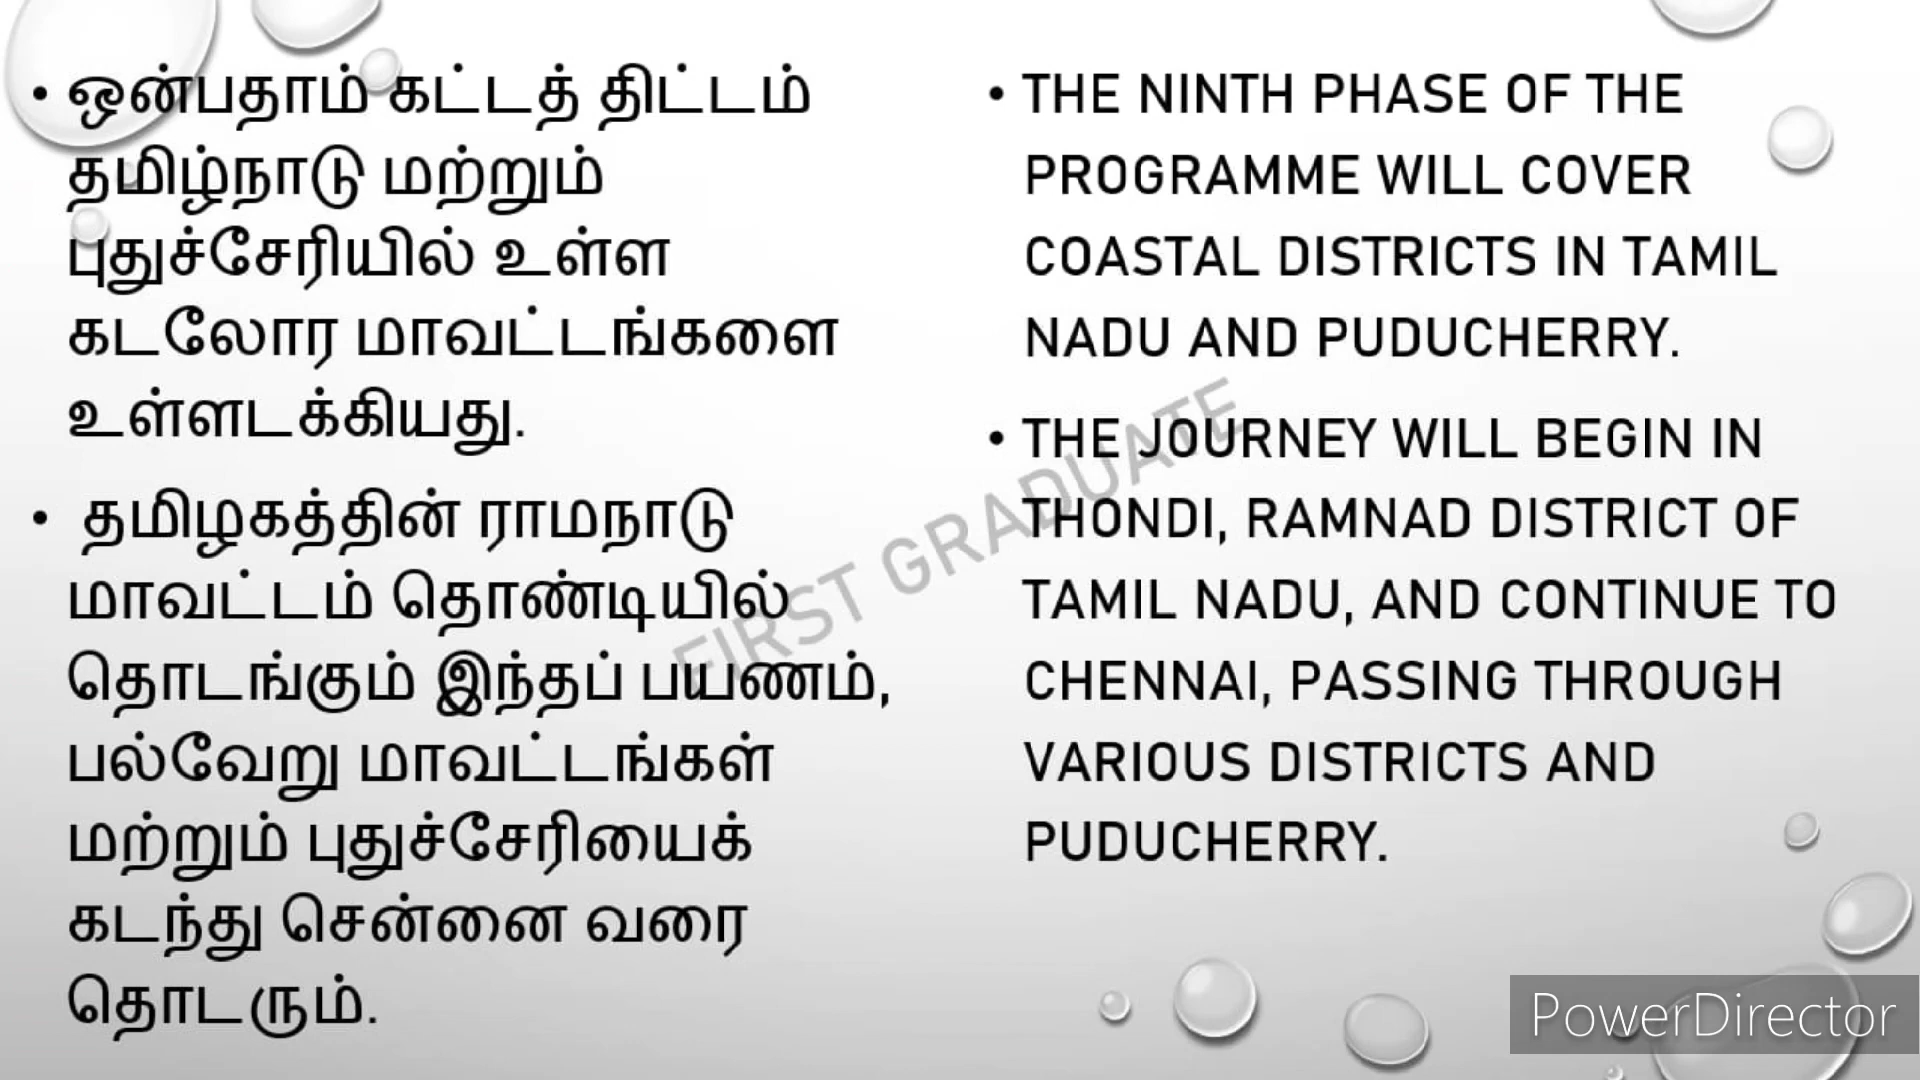 • ஒன்பதாம் கட்டத் திட்டம்
தமிழ்நாடு மற்றும்
புதுச்சேரியில் உள்ள
கடலோர மாவட்டங்களை
உள்ளடக்கியது.
• தமிழகத்தின் ராமநாடு
மாவட்டம் தொண்டியில்
தொடங்கும் இந்தப் பயணம்,
பல்வேறு மாவட்டங்கள்
மற்றும் புதுச்சேரியைக்
கடந்து சென்னை வரை
தொடரும்.
• THE NINTH PHASE OF THE
PROGRAMME WILL COVER
COASTAL DISTRICTS IN TAMIL
NADU AND PUDUCHERRY.
• THE JOURNEY WILL BEGIN IN
THONDI, RAMNAD DISTRICT OF
TAMIL NADU, AND CONTINUE TO
CHENNAI, PASSING THROUGH
VARIOUS DISTRICTS AND
PUDUCHERRY.
FIRST GRADUATE
PowerDirector